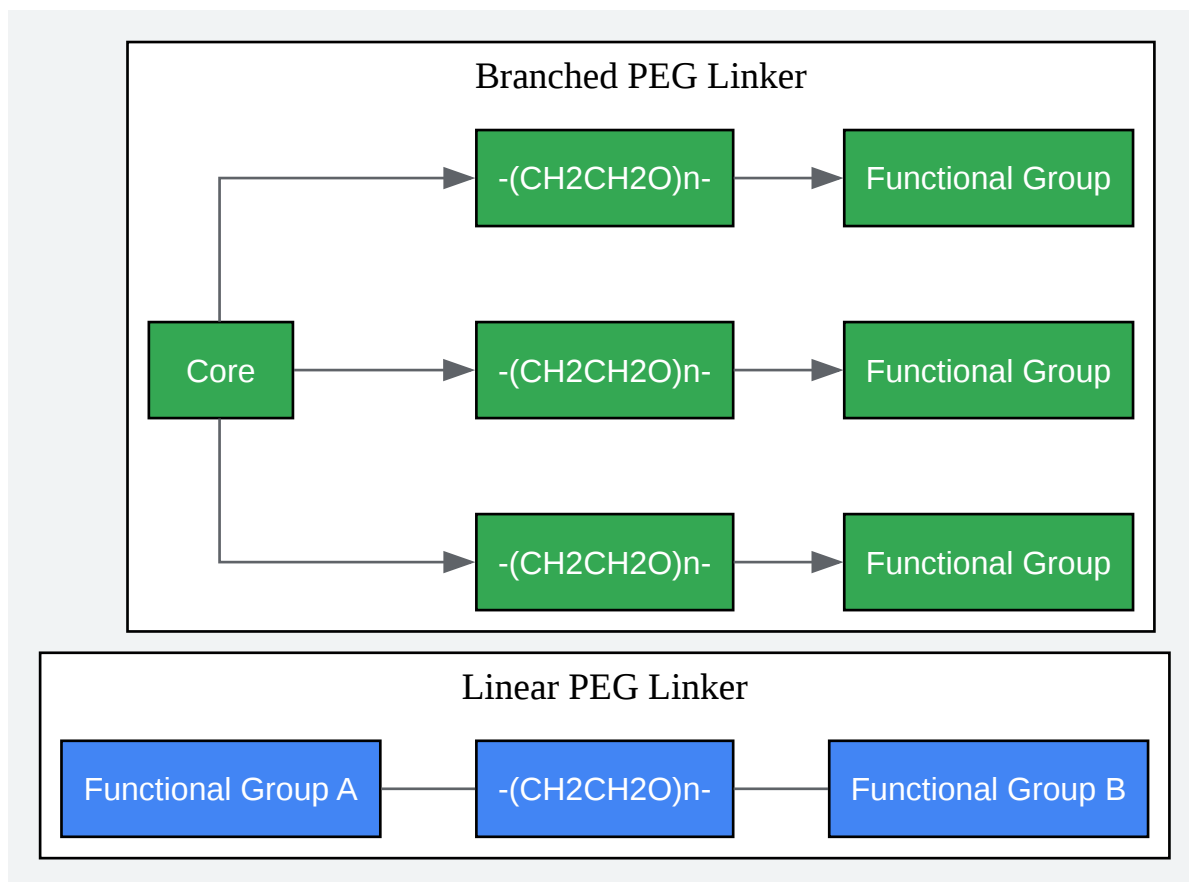 Branched PEG Linker
-(CH2CH2O)n-
Functional Group
Core
-(CH2CH2O)n-
Functional Group
-(CH2CH2O)n-
Functional Group
Linear PEG Linker
Functional Group A
-(CH2CH2O)n-
Functional Group B